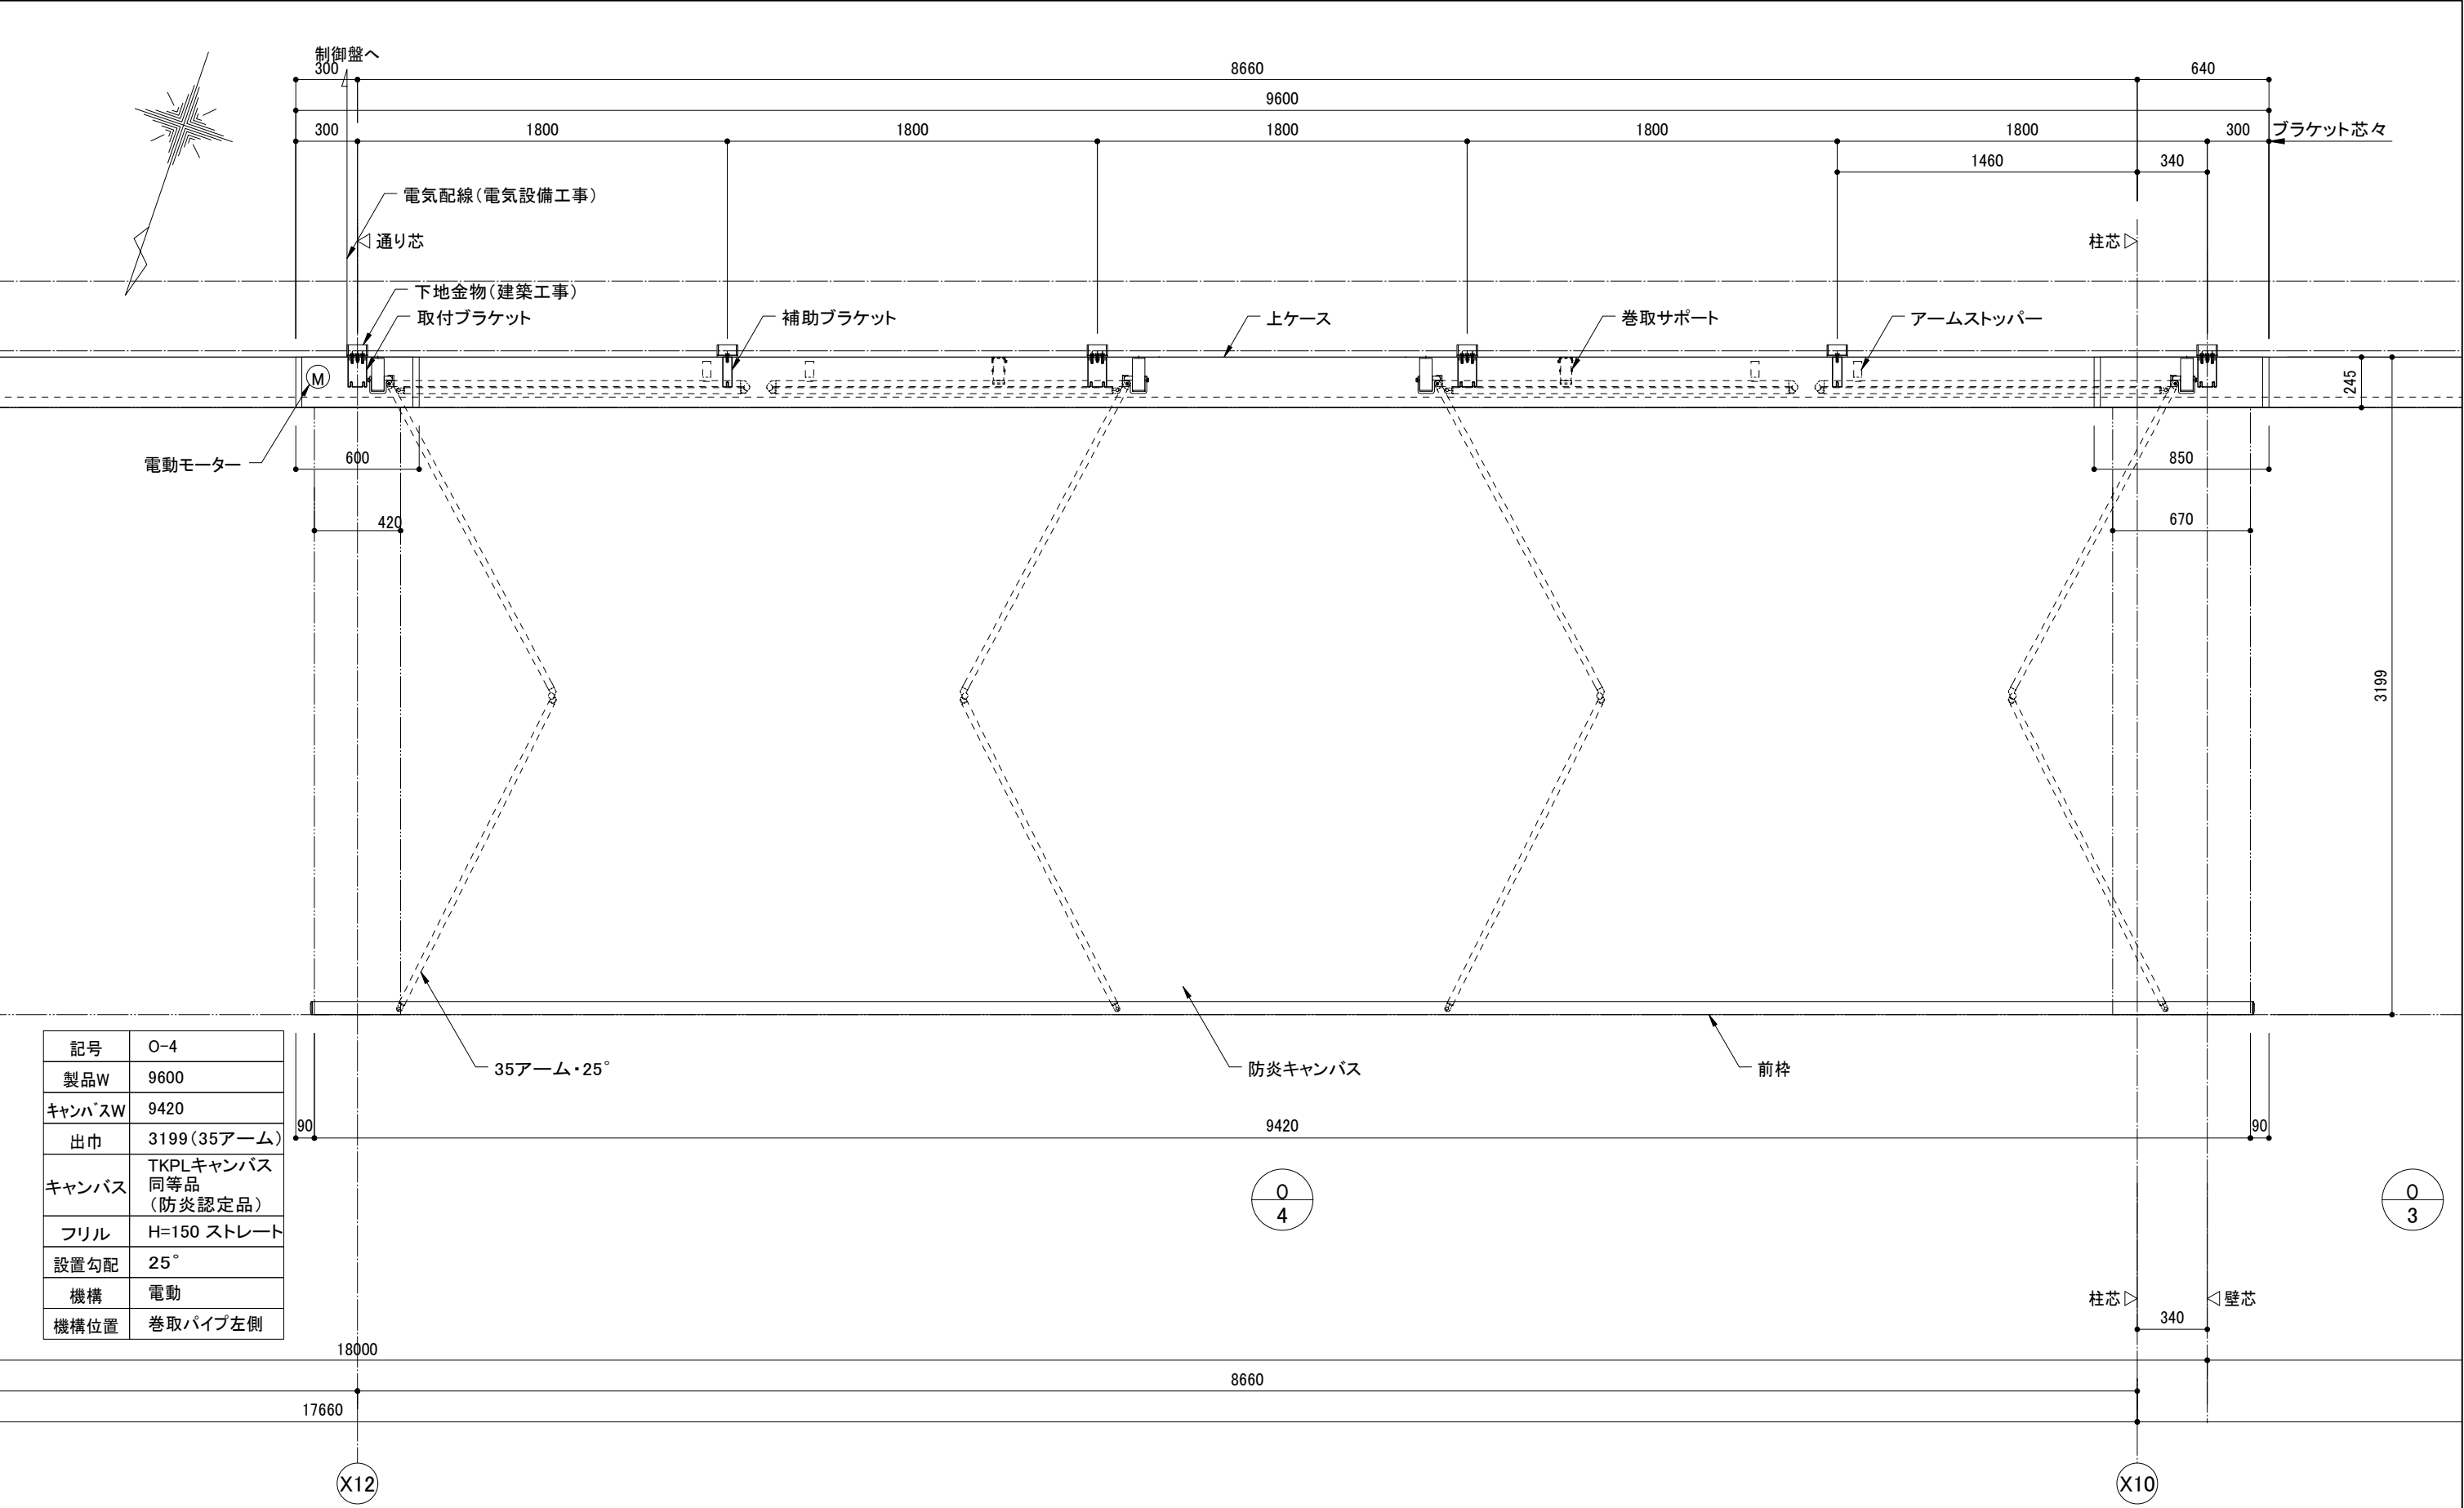 制御盤へ
300
8660
640
9600
300
1800
1800
1800
1800
1800
300
ブラケット芯々
1460
340
電気配線(電気設備工事)
通り芯
柱芯
下地金物(建築工事)
取付ブラケット
補助ブラケット
上ケース
巻取サポート
アームストッパー
M
245
電動モーター
600
850
420
670
3199
35アーム・25°
防炎キャンバス
前枠
記号 O-4
製品W 9600
キャンバスW 9420
出巾 3199(35アーム)
キャンバス TKPLキャンバス
同等品
(防炎認定品)
フリル H=150 ストレート
設置勾配 25°
機構 電動
機構位置 巻取パイプ左側
90
9420
90
O
4
O
3
柱芯
壁芯
340
18000
8660
17660
X12
X10